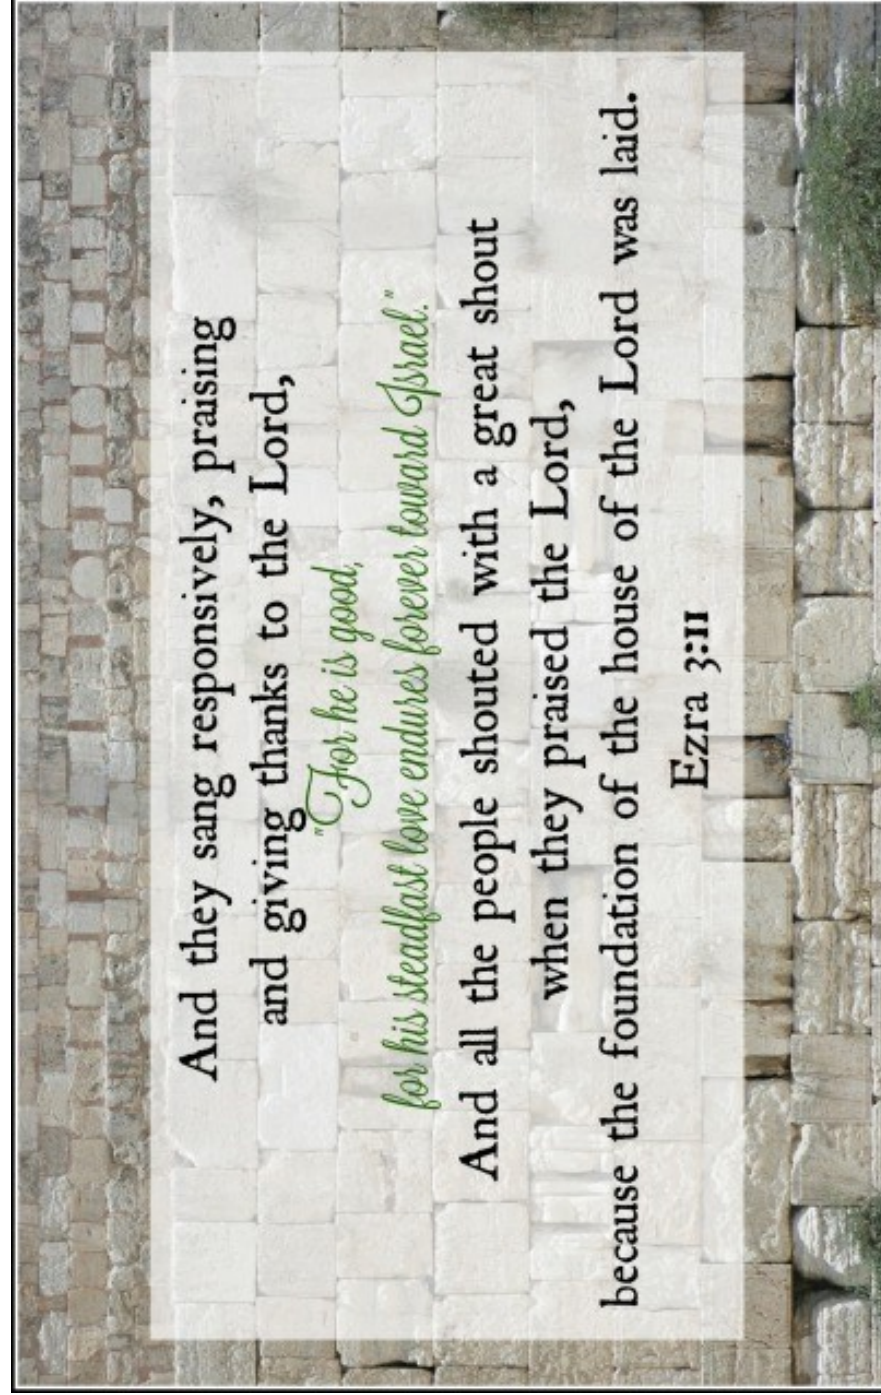 And they sang responsively, praising
and giving thanks to the Lord,
"For he is good,
for his steadfast love endures forever toward Israel."
And all the people shouted with a great shout
when they praised the Lord,
because the foundation of the house of the Lord was laid.
Ezra 3:11